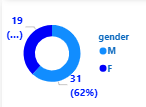 19
(...)
gender
M
F
31
(62%)